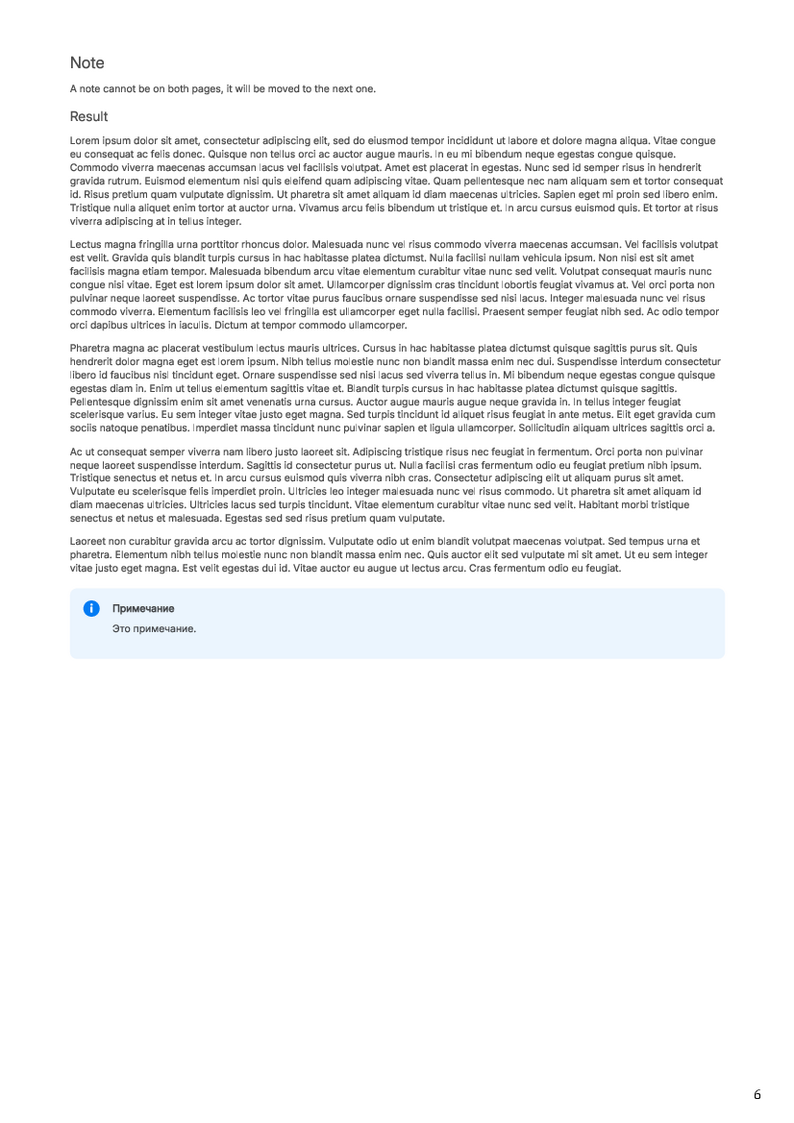 Note
A note cannot be on both pages, it will be moved to the next one.
Result
Lorem ipsum dolor sit amet, consectetur adipiscing elit, sed do eiusmod tempor incididunt ut labore et dolore magna aliqua. Vitae congue
eu consequat ac felis donec. Quisque non tellus orci ac auctor augue mauris. In eu mi bibendum neque egestas congue quisque.
Commodo viverra maecenas accumsan lacus vel facilisis volutpat. Amet est placerat in egestas. Nunc sed id semper risus in hendrerit
gravida rutrum. Euismod elementum nisi quis eleifend quam adipiscing vitae. Quam pellentesque nec nam aliquam sem et tortor consequat
id. Risus pretium quam vulputate dignissim. Ut pharetra sit amet aliquam id diam maecenas ultricies. Sapien eget mi proin sed libero enim.
Tristique nulla aliquet enim tortor at auctor urna. Vivamus arcu felis bibendum ut tristique et. In arcu cursus euismod quis. Et tortor at risus
viverra adipiscing at in tellus integer.
Lectus magna fringilla urna porttitor rhoncus dolor. Malesuada nunc vel risus commodo viverra maecenas accumsan. Vel facilisis volutpat
est velit. Gravida quis blandit turpis cursus in hac habitasse platea dictumst. Nulla facilisi nullam vehicula ipsum. Non nisi est sit amet
facilisis magna etiam tempor. Malesuada bibendum arcu vitae elementum curabitur vitae nunc sed velit. Volutpat consequat mauris nunc
congue nisi vitae. Eget est lorem ipsum dolor sit amet. Ullamcorper dignissim cras tincidunt lobortis feugiat vivamus at. Vel orci porta non
pulvinar neque laoreet suspendisse. Ac tortor vitae purus faucibus ornare suspendisse sed nisi lacus. Integer malesuada nunc vel risus
commodo viverra. Elementum facilisis leo vel fringilla est ullamcorper eget nulla facilisi. Praesent semper feugiat nibh sed. Ac odio tempor
orci dapibus ultrices in iaculis. Dictum at tempor commodo ullamcorper.
Pharetra magna ac placerat vestibulum lectus mauris ultrices. Cursus in hac habitasse platea dictumst quisque sagittis purus sit. Quis
hendrerit dolor magna eget est lorem ipsum. Nibh tellus molestie nunc non blandit massa enim nec dui. Suspendisse interdum consectetur
libero id faucibus nisl tincidunt eget. Ornare suspendisse sed nisi lacus sed viverra tellus in. Mi bibendum neque egestas congue quisque
egestas diam in. Enim ut tellus elementum sagittis vitae et. Blandit turpis cursus in hac habitasse platea dictumst quisque sagittis.
Pellentesque dignissim enim sit amet venenatis urna cursus. Auctor augue mauris augue neque gravida in. In tellus integer feugiat
scelerisque varius. Eu sem integer vitae justo eget magna. Sed turpis tincidunt id aliquet risus feugiat in ante metus. Elit eget gravida cum
sociis natoque penatibus. Imperdiet massa tincidunt nunc pulvinar sapien et ligula ullamcorper. Sollicitudin aliquam ultrices sagittis orci a.
Ac ut consequat semper viverra nam libero justo laoreet sit. Adipiscing tristique risus nec feugiat in fermentum. Orci porta non pulvinar
neque laoreet suspendisse interdum. Sagittis id consectetur purus ut. Nulla facilisi cras fermentum odio eu feugiat pretium nibh ipsum.
Tristique senectus et netus et. In arcu cursus euismod quis viverra nibh cras. Consectetur adipiscing elit ut aliquam purus sit amet.
Vulputate eu scelerisque felis imperdiet proin. Ultricies leo integer malesuada nunc vel risus commodo. Ut pharetra sit amet aliquam id
diam maecenas ultricies. Ultricies lacus sed turpis tincidunt. Vitae elementum curabitur vitae nunc sed velit. Habitant morbi tristique
senectus et netus et malesuada. Egestas sed sed risus pretium quam vulputate.
Laoreet non curabitur gravida arcu ac tortor dignissim. Vulputate odio ut enim blandit volutpat maecenas volutpat. Sed tempus urna et
pharetra. Elementum nibh tellus molestie nunc non blandit massa enim nec. Quis auctor elit sed vulputate mi sit amet. Ut eu sem integer
vitae justo eget magna. Est velit egestas dui id. Vitae auctor eu augue ut lectus arcu. Cras fermentum odio eu feugiat.
Примечание
Это примечание.
6